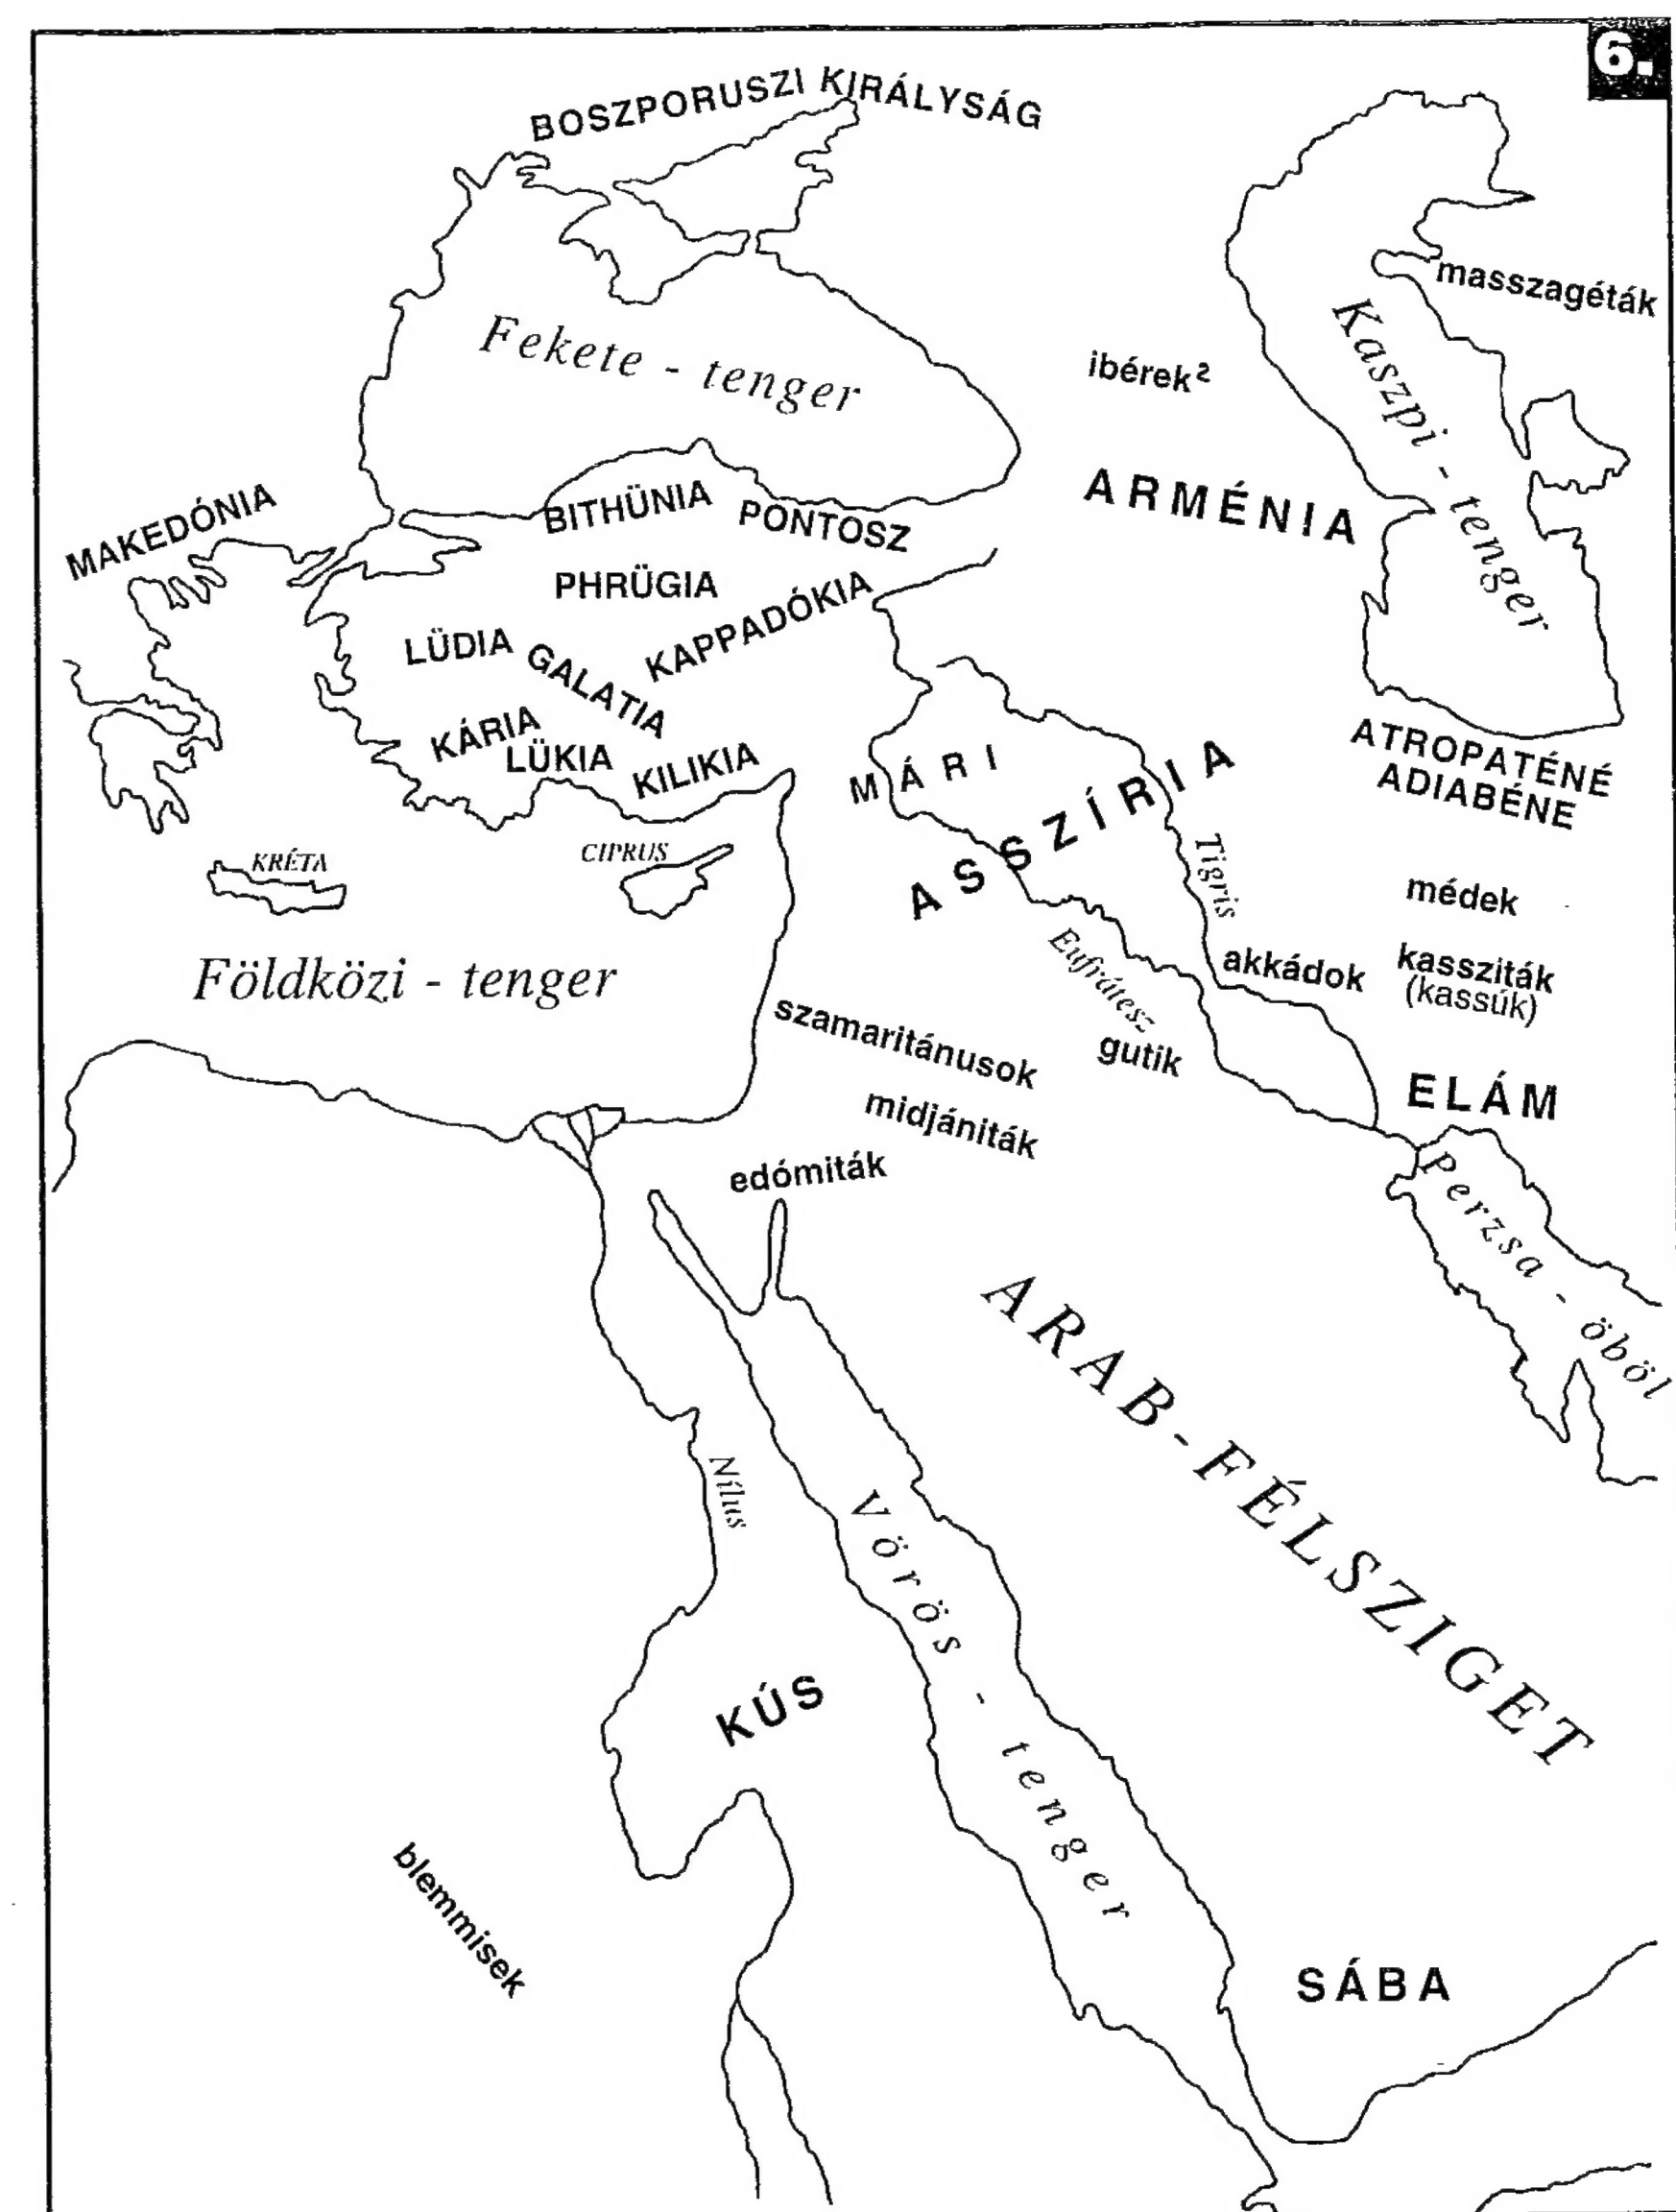 6.
BOSZPORUSZI KIRÁLYSÁG
masszagéták
Fekete - tenger
Kaszpi - tenger
ibérek²
ARMÉNIA
MAKEDÓNIA
BITHÜNIA
PONTOSZ
PHRÜGIA
KAPPADÓKIA
LÜDIA
GALATIA
KÁRIA
LÜKIA
KILIKIA
MÁRI
ASSZÍRIA
ATROPATÉNÉ
ADIABÉNE
KRÉTA
CIPRUS
Tigris
médek
Földközi - tenger
Eufrátesz
akkádok
kassziták
(kassúk)
szamaritánusok
gutik
midjániták
ELÁM
edómiták
Perzsa - öböl
ARAB-FÉLSZIGET
Nílus
Vörös - tenger
KÚS
blemmisek
SÁBA